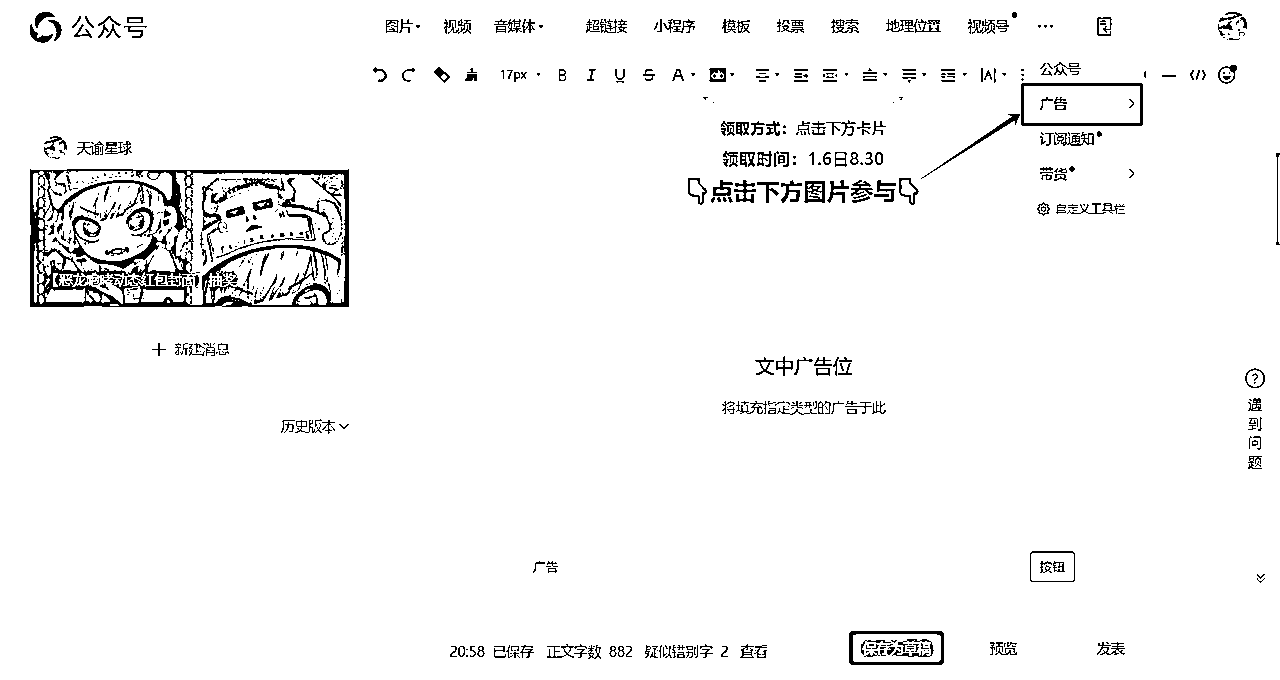 公众号
图片 视频 音媒体 超链接 小程序 模板 投票 搜索 地理位置 视频号 ···
17px B I U S A
公众号
广告
订阅通知
带货
自定义工具栏
天谕星球
领取方式：点击下方卡片
领取时间：1.6日8.30
点击下方图片参与
【恶龙咆哮动态红包封面】抽奖
新建消息
历史版本
文中广告位
将填充指定类型的广告于此
遇到问题
广告 按钮
20:58 已保存 正文字数 882 疑似错别字 2 查看
保存为草稿 预览 发表